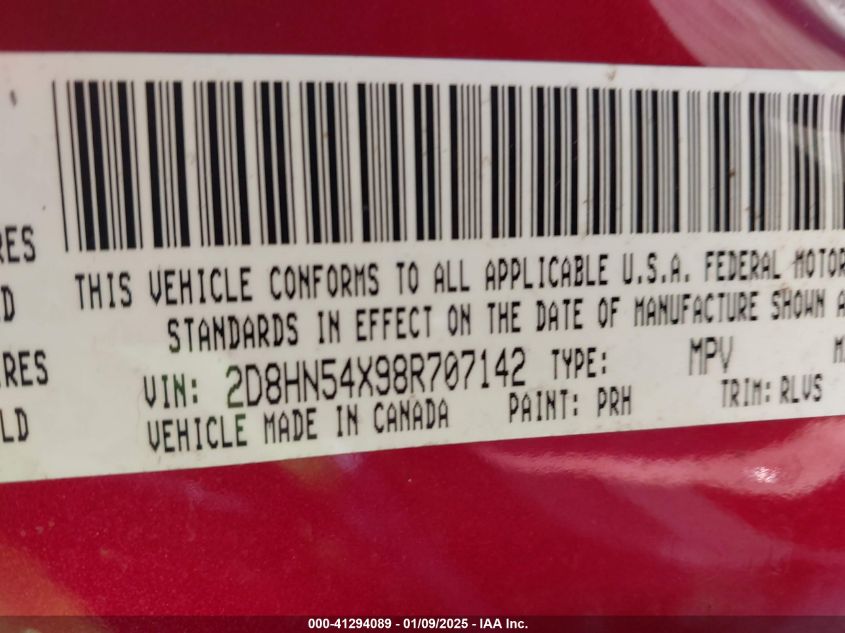 RES
THIS VEHICLE CONFORMS TO ALL APPLICABLE U.S.A. FEDERAL MOTOR
LD
STANDARDS IN EFFECT ON THE DATE OF MANUFACTURE SHOWN A
RES
VIN: 2D8HN54X98R707142 TYPE: MPV
LD
VEHICLE MADE IN CANADA PAINT: PRH TRIM: RLVS
000-41294089 - 01/09/2025 - IAA Inc.